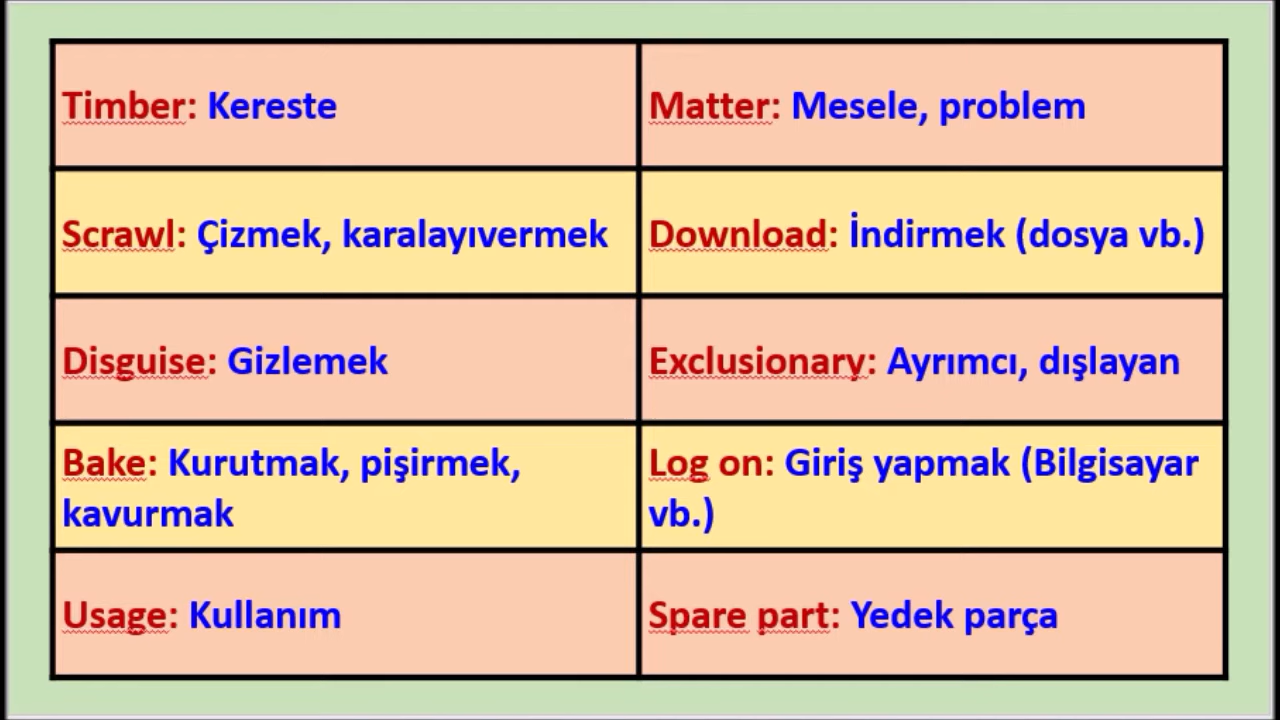 Timber: Kereste
Matter: Mesele, problem
Scrawl: Çizmek, karalayıvermek
Download: İndirmek (dosya vb.)
Disguise: Gizlemek
Exclusionary: Ayrımcı, dışlayan
Bake: Kurutmak, pişirmek,
kavurmak
Log on: Giriş yapmak (Bilgisayar
vb.)
Usage: Kullanım
Spare part: Yedek parça